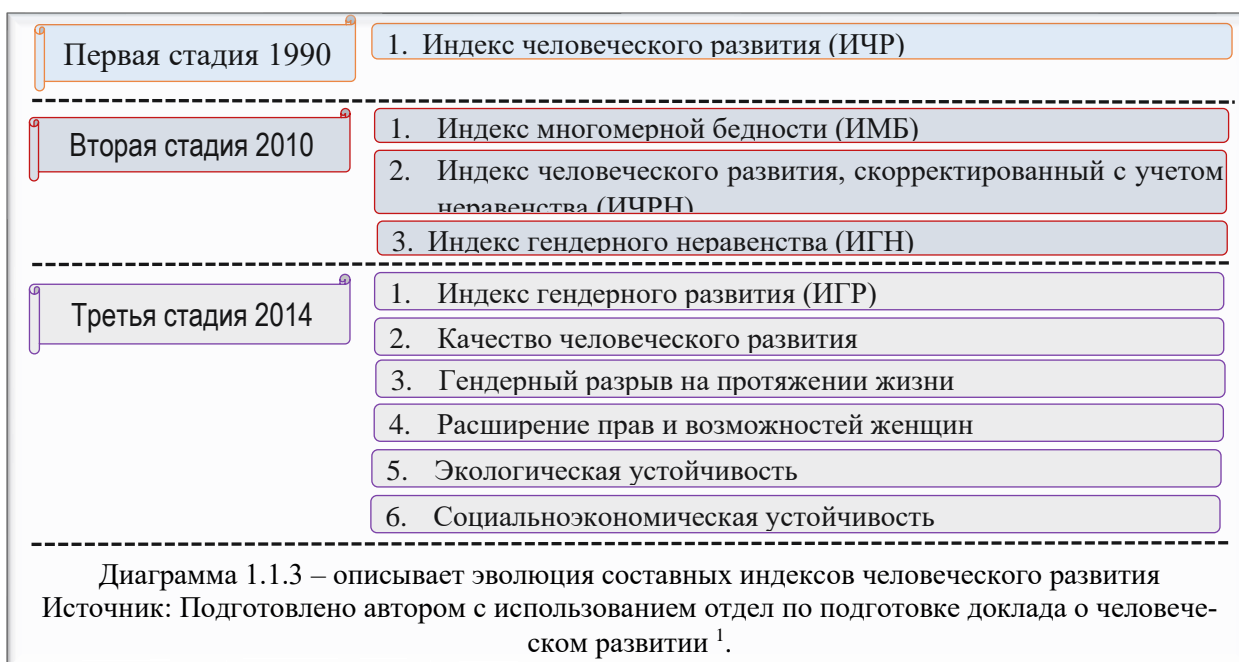 Первая стадия 1990
1. Индекс человеческого развития (ИЧР)
Вторая стадия 2010
1. Индекс многомерной бедности (ИМБ)
2. Индекс человеческого развития, скорректированный с учетом
неравенства (ИЧРН)
3. Индекс гендерного неравенства (ИГН)
Третья стадия 2014
1. Индекс гендерного развития (ИГР)
2. Качество человеческого развития
3. Гендерный разрыв на протяжении жизни
4. Расширение прав и возможностей женщин
5. Экологическая устойчивость
6. Социальноэкономическая устойчивость
Диаграмма 1.1.3 – описывает эволюция составных индексов человеческого развития
Источник: Подготовлено автором с использованием отдел по подготовке доклада о человече-
ском развитии ¹.